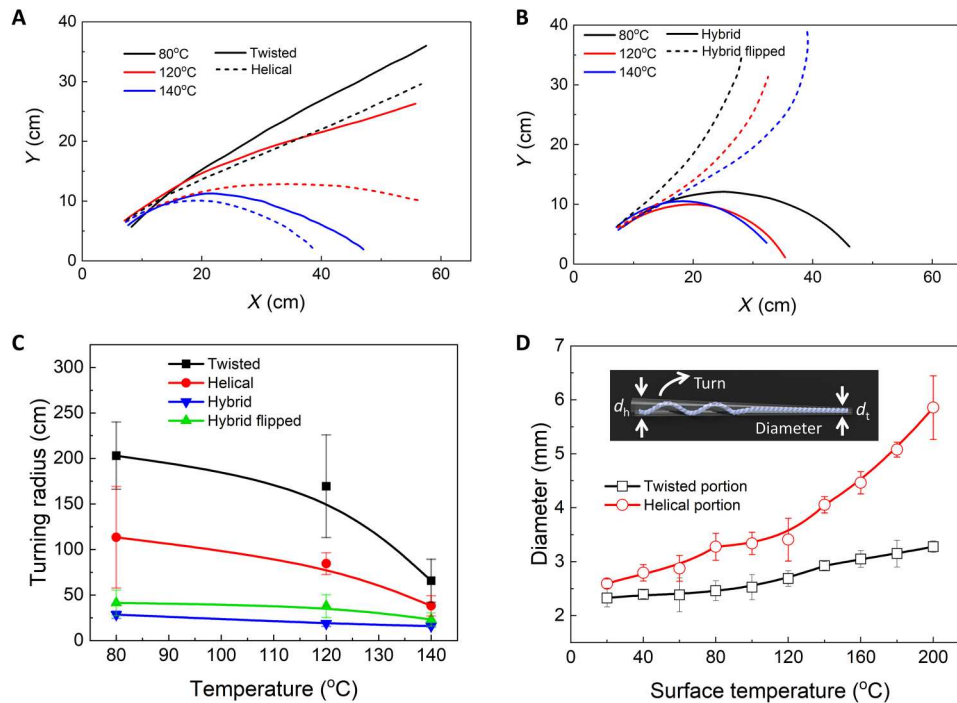 A
40
30
20
10
0
Y (cm)
80°C
120°C
140°C
Twisted
Helical
0 20 40 60
X (cm)
B
40
30
20
10
0
Y (cm)
80°C
120°C
140°C
Hybrid
Hybrid flipped
0 20 40 60
X (cm)
C
300
250
200
150
100
50
0
Turning radius (cm)
Twisted
Helical
Hybrid
Hybrid flipped
80 90 100 110 120 130 140
Temperature (°C)
D
7
6
5
4
3
2
Diameter (mm)
Turn
dh
dt
Diameter
Twisted portion
Helical portion
0 40 80 120 160 200
Surface temperature (°C)